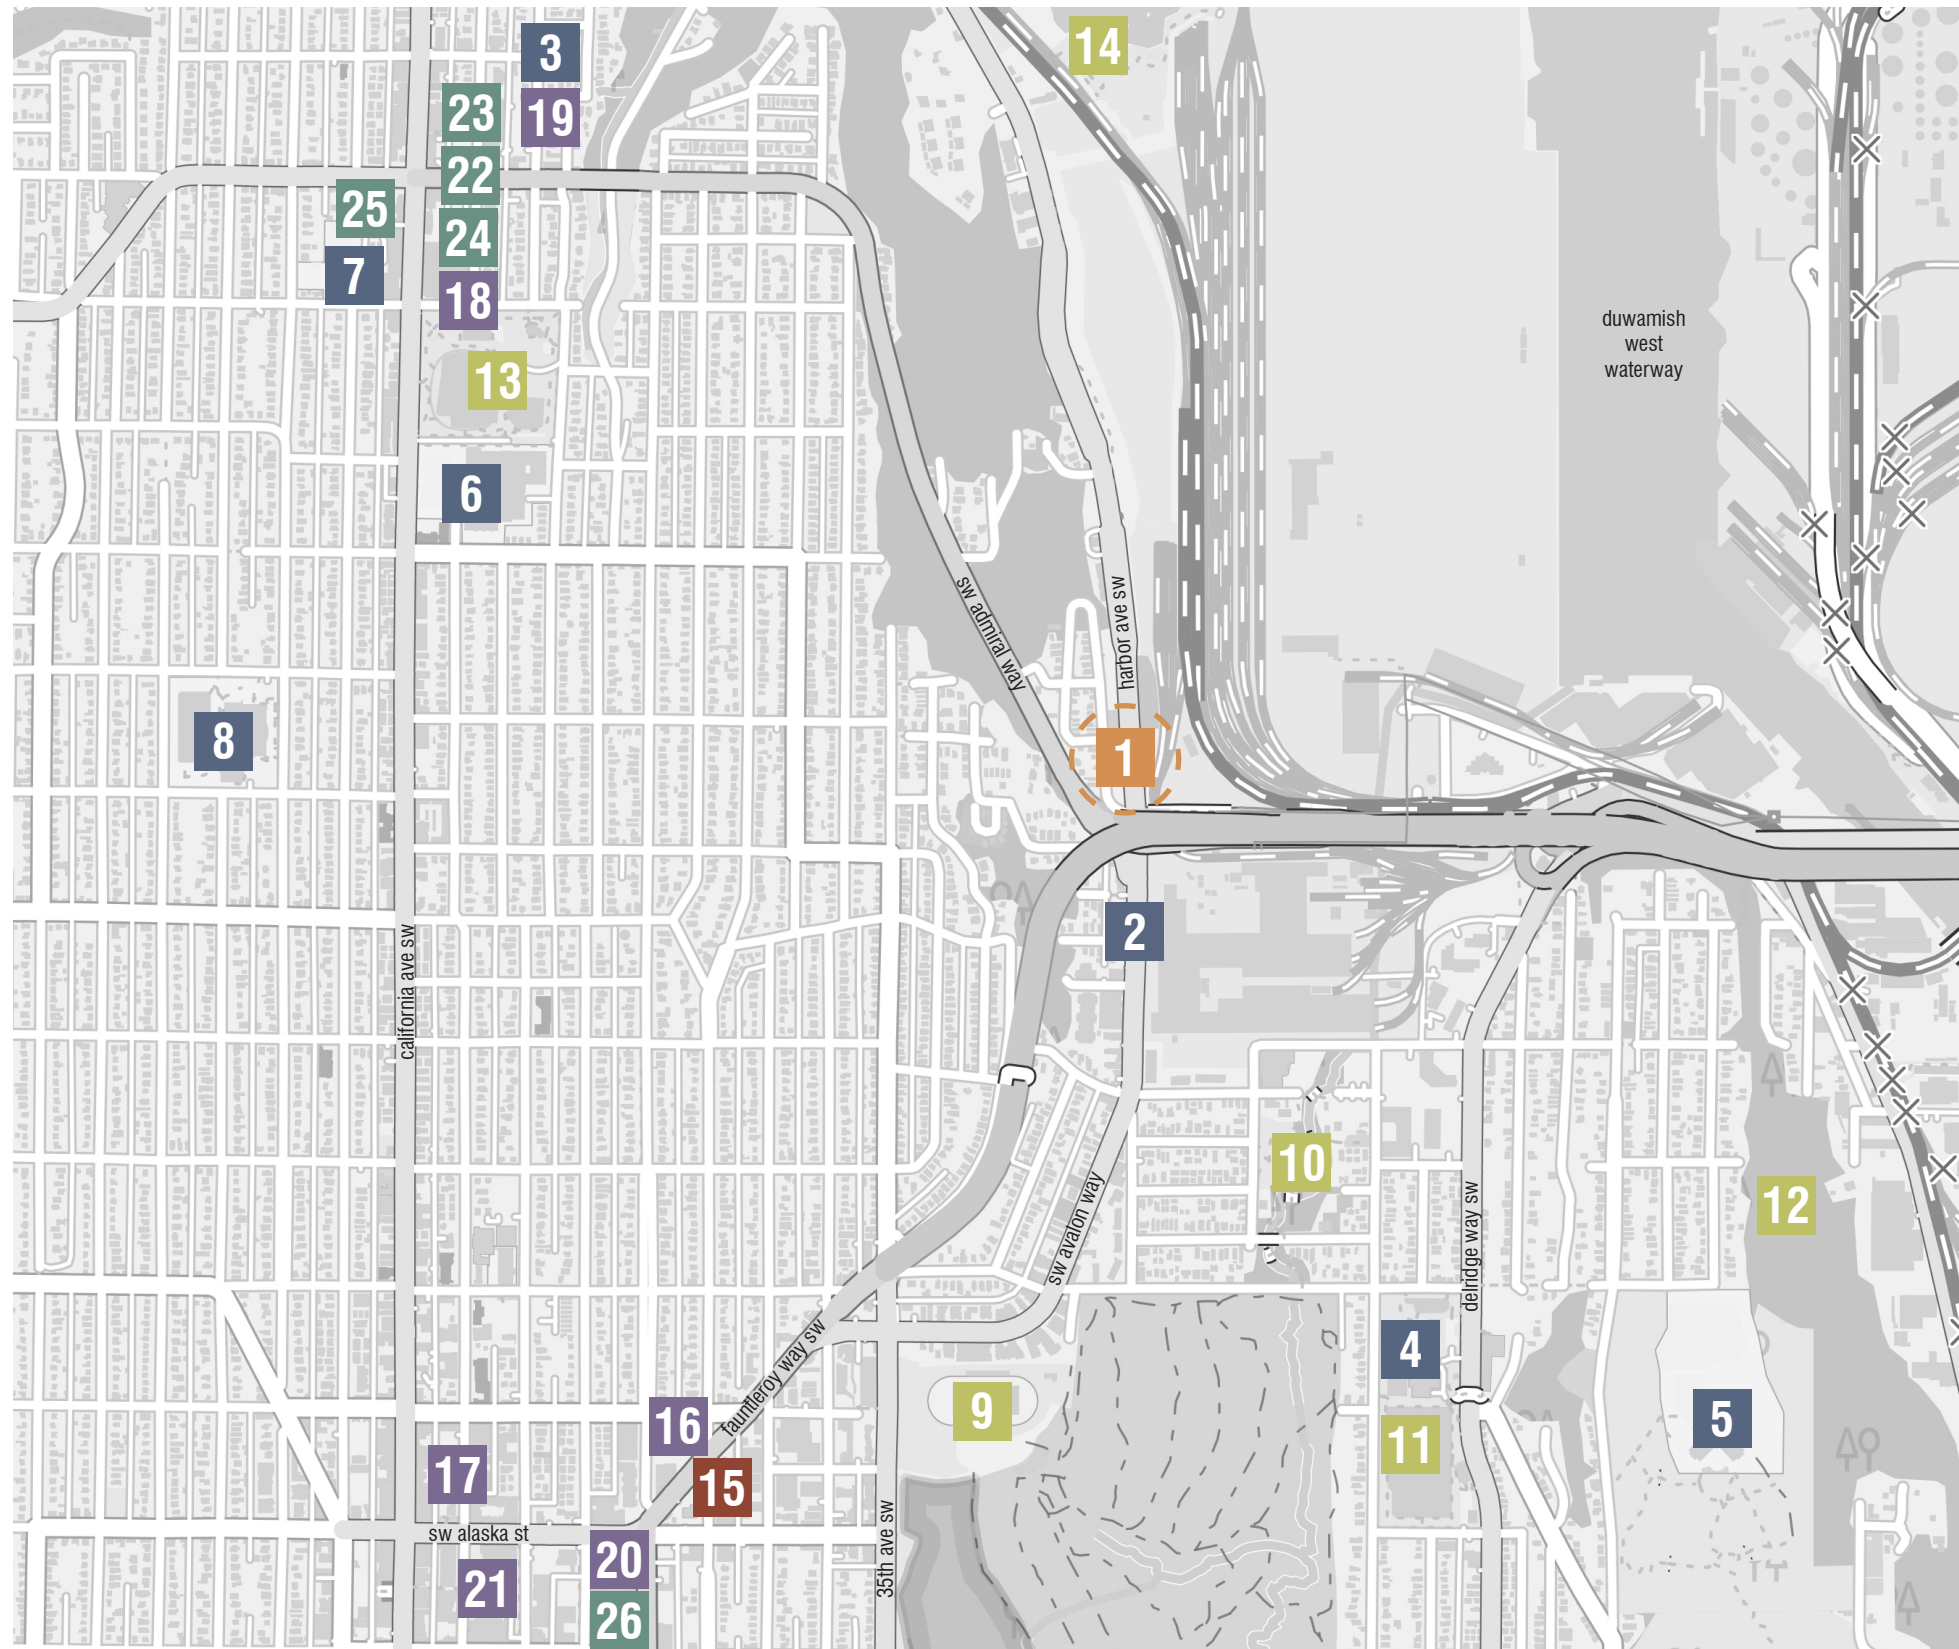 14
3
23
19
22
25
24
7
18
duwamish
west
waterway
13
6
sw admiral way
harbor ave sw
8
1
2
california ave sw
10
12
sw avalon way
delridge way sw
4
fauntleroy way sw
9
5
16
11
17
15
sw alaska st
35th ave sw
20
21
26